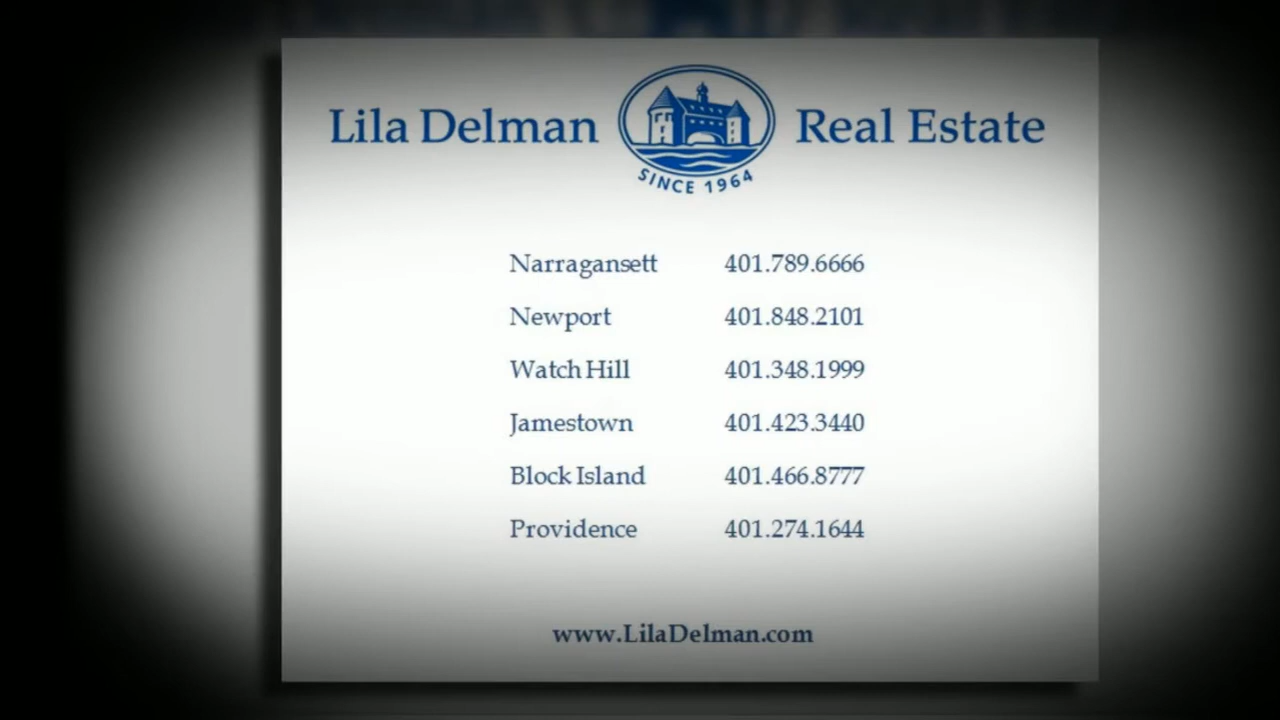 Lila Delman Real Estate
SINCE 1964
Narragansett 401.789.6666
Newport 401.848.2101
Watch Hill 401.348.1999
Jamestown 401.423.3440
Block Island 401.466.8777
Providence 401.274.1644
www.LilaDelman.com